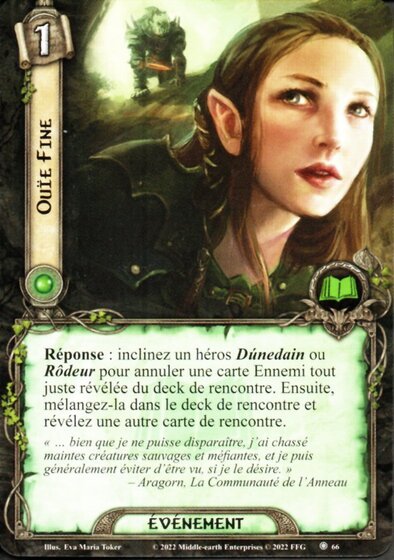 1
OUÏE FINE
Réponse : inclinez un héros Dúnedain ou
Rôdeur pour annuler une carte Ennemi tout
juste révélée du deck de rencontre. Ensuite,
mélangez-la dans le deck de rencontre et
révélez une autre carte de rencontre.
« … bien que je ne puisse disparaître, j'ai chassé
maintes créatures sauvages et méfiantes, et je puis
généralement éviter d'être vu, si je le désire. »
– Aragorn, La Communauté de l'Anneau
ÉVÉNEMENT
Illus. Eva Maria Toker © 2022 Middle-earth Enterprises © 2022 FFG 66